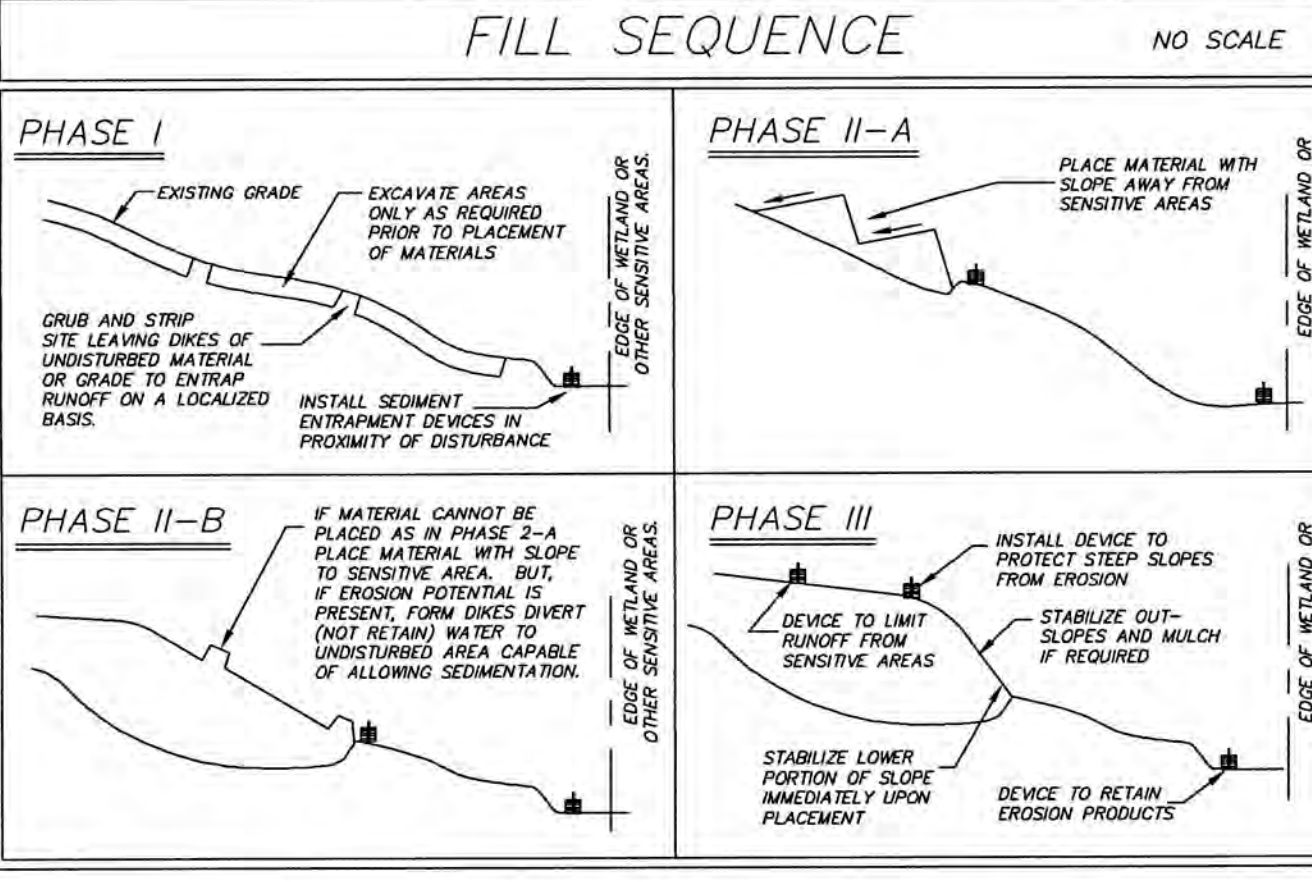 FILL SEQUENCE
NO SCALE
PHASE I
EXISTING GRADE
EXCAVATE AREAS
ONLY AS REQUIRED
PRIOR TO PLACEMENT
OF MATERIALS
GRUB AND STRIP
SITE LEAVING DIKES OF
UNDISTURBED MATERIAL
OR GRADE TO ENTRAP
RUNOFF ON A LOCALIZED
BASIS.
INSTALL SEDIMENT
ENTRAPMENT DEVICES IN
PROXIMITY OF DISTURBANCE
EDGE OF WETLAND OR
OTHER SENSITIVE AREAS.
PHASE II-A
PLACE MATERIAL WITH
SLOPE AWAY FROM
SENSITIVE AREAS
EDGE OF WETLAND OR
PHASE II-B
IF MATERIAL CANNOT BE
PLACED AS IN PHASE 2-A
PLACE MATERIAL WITH SLOPE
TO SENSITIVE AREA. BUT,
IF EROSION POTENTIAL IS
PRESENT, FORM DIKES DIVERT
(NOT RETAIN) WATER TO
UNDISTURBED AREA CAPABLE
OF ALLOWING SEDIMENTATION.
EDGE OF WETLAND OR
OTHER SENSITIVE AREAS.
PHASE III
INSTALL DEVICE TO
PROTECT STEEP SLOPES
FROM EROSION
DEVICE TO LIMIT
RUNOFF FROM
SENSITIVE AREAS
STABILIZE OUT-
SLOPES AND MULCH
IF REQUIRED
STABILIZE LOWER
PORTION OF SLOPE
IMMEDIATELY UPON
PLACEMENT
DEVICE TO RETAIN
EROSION PRODUCTS
EDGE OF WETLAND OR